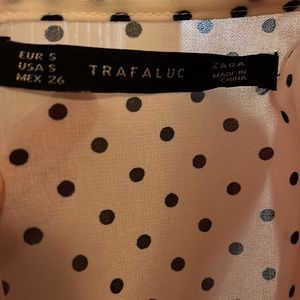 EUR S
USA S
MEX 26
TRAFALUC
ZARA
MADE IN
CHINA